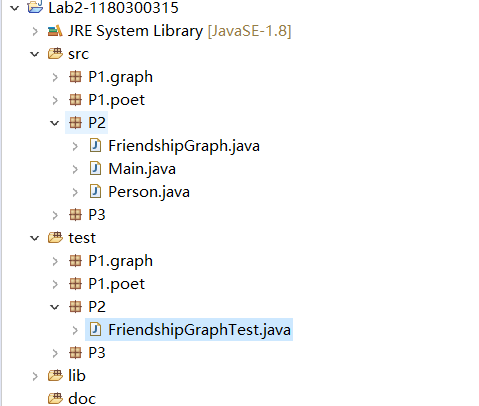 Lab2-1180300315
JRE System Library [JavaSE-1.8]
src
P1.graph
P1.poet
P2
FriendshipGraph.java
Main.java
Person.java
P3
test
P1.graph
P1.poet
P2
FriendshipGraphTest.java
P3
lib
doc